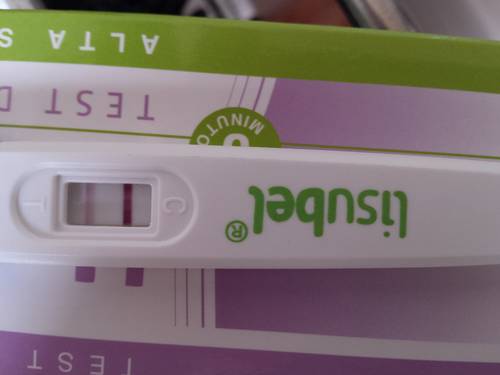 TEST
lisubel®
C T
MINUTO
TEST D
ALTA S